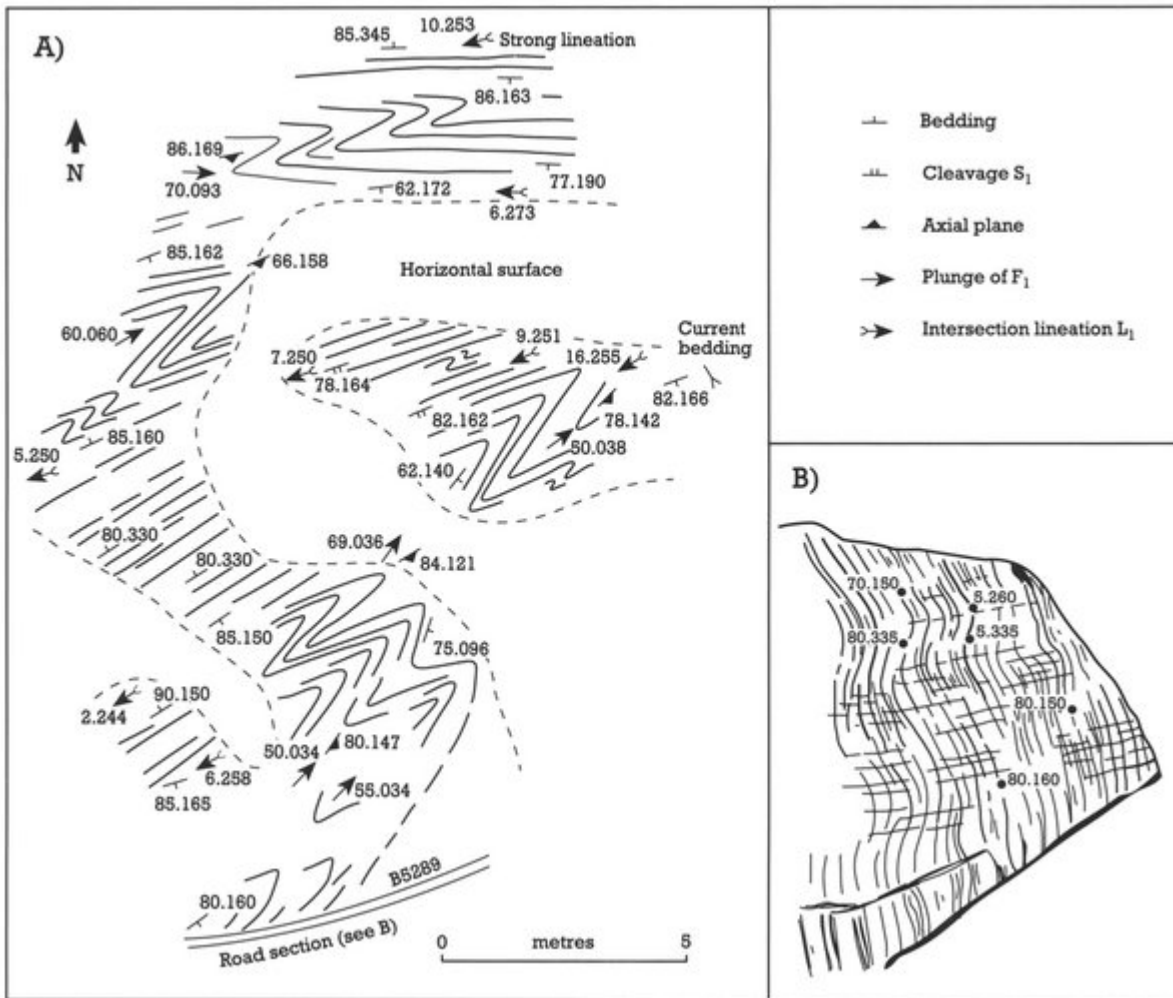 A)
85.345
10.253
Strong lineation
86.163
N
86.169
70.093
62.172
77.190
6.273
85.162
66.158
Horizontal surface
60.060
Current
bedding
9.251
16.255
7.250
78.164
82.166
82.162
78.142
85.160
5.250
50.038
62.140
80.330
80.330
69.036
84.121
85.150
75.096
90.150
2.244
50.034
80.147
6.258
55.034
85.165
80.160
B5289
Road section (see B)
0 metres 5
Bedding
Cleavage S1
Axial plane
Plunge of F1
Intersection lineation L1
B)
70.150
5.260
80.335
5.335
80.150
80.160